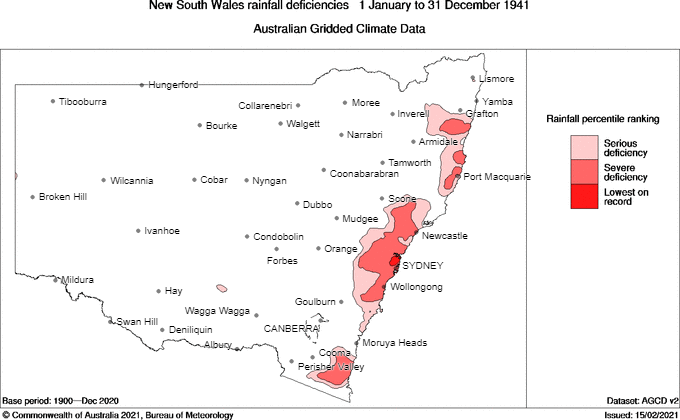 New South Wales rainfall deficiencies 1 January to 31 December 1941
Australian Gridded Climate Data
Lismore
Hungerford
Tibooburra
Collarenebri
Moree
Yamba
Inverell
Grafton
Bourke
Walgett
Narrabri
Armidale
Tamworth
Coonabarabran
Port Macquarie
Wilcannia
Cobar
Nyngan
Broken Hill
Dubbo
Scone
Mudgee
Ivanhoe
Condobolin
Newcastle
Orange
Forbes
SYDNEY
Mildura
Hay
Wollongong
Goulburn
Wagga Wagga
Swan Hill
Deniliquin
CANBERRA
Albury
Moruya Heads
Cooma
Perisher Valley
Rainfall percentile ranking
Serious
deficiency
Severe
deficiency
Lowest on
record
Base period: 1900—Dec 2020
Dataset: AGCD v2
© Commonwealth of Australia 2021, Bureau of Meteorology
Issued: 15/02/2021